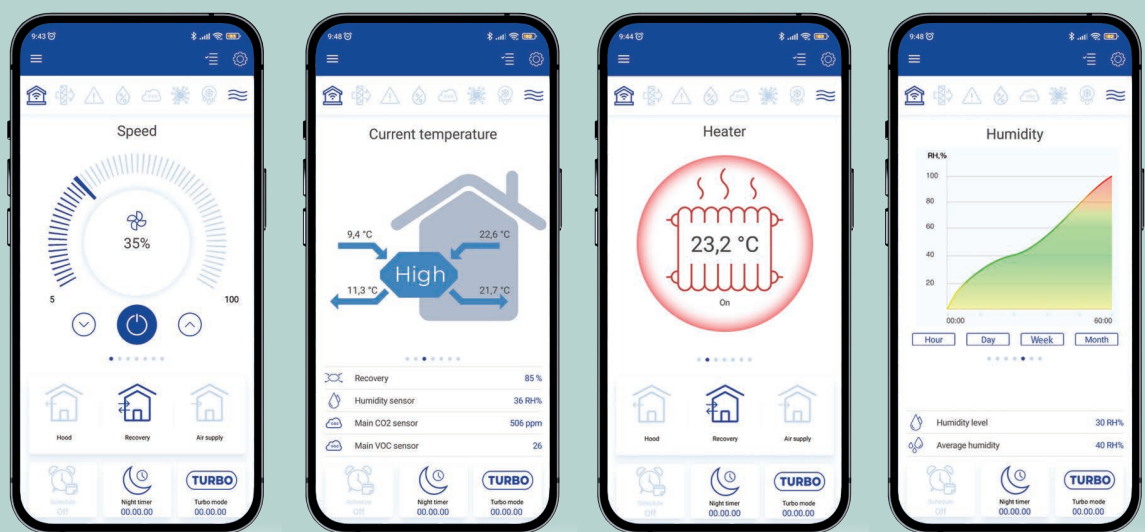 9:43
Speed
35%
5
100
Hood
Recovery
Air supply
Schedule
Off
Night timer
00.00.00
TURBO
Turbo mode
00.00.00
9:48
Current temperature
9,4 °C
22,6 °C
High
11,3 °C
21,7 °C
Recovery 85 %
Humidity sensor 36 RH%
Main CO2 sensor 506 ppm
Main VOC sensor 26
Schedule
Off
Night timer
00.00.00
TURBO
Turbo mode
00.00.00
9:44
Heater
23,2 °C
On
Hood
Recovery
Air supply
Schedule
Off
Night timer
00.00.00
TURBO
Turbo mode
00.00.00
9:48
Humidity
RH,%
100
80
60
40
20
00:00
60:00
Hour
Day
Week
Month
Humidity level 30 RH%
Average humidity 40 RH%
Schedule
Off
Night timer
00.00.00
TURBO
Turbo mode
00.00.00